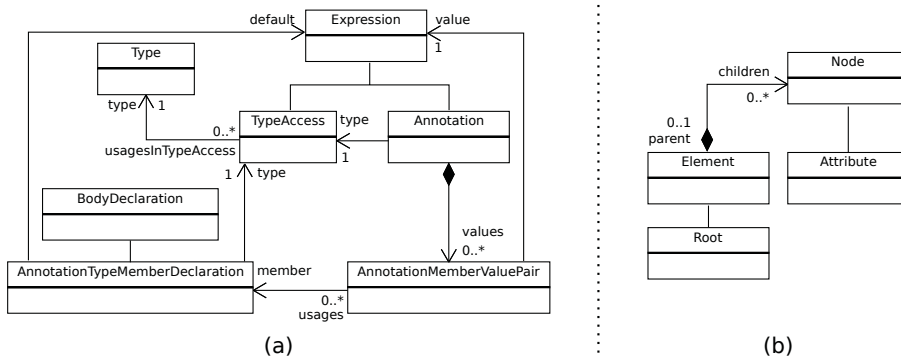 default
Expression
value
1
Type
type
1
0..*
usagesInTypeAccess
TypeAccess
type
1
Annotation
1
type
BodyDeclaration
values
0..*
AnnotationTypeMemberDeclaration
member
0..*
usages
AnnotationMemberValuePair
(a)
Node
children
0..*
0..1
parent
Element
Attribute
Root
(b)